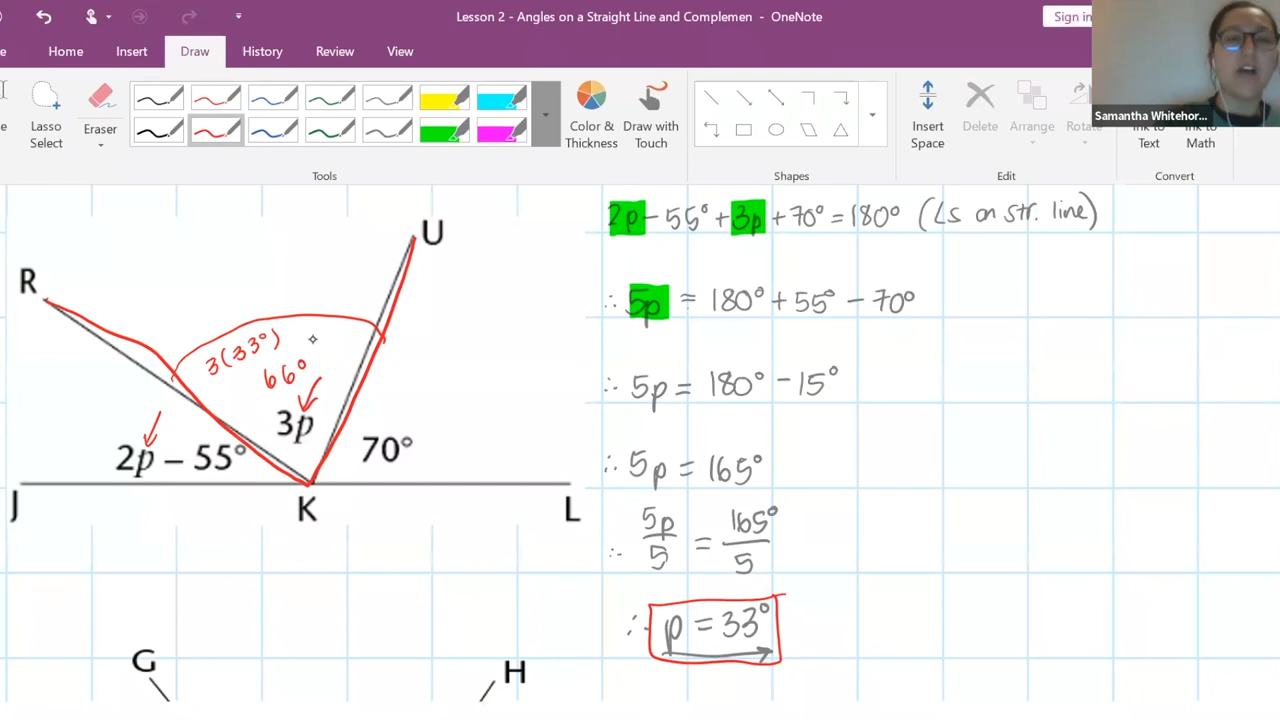 Lesson 2 - Angles on a Straight Line and Complemen - OneNote
Sign in
Home Insert Draw History Review View
Samantha Whitehor...
Lasso Select
Eraser
Color & Thickness
Draw with Touch
Insert Space
Delete
Arrange
Rotate
Ink to Text
Ink to Math
Tools
Shapes
Edit
Convert
R
U
3(33°)
66°
3p
2p – 55°
70°
J
K
L
G
H
2p - 55° + 3p + 70° = 180° (∠s on str. line)
∴ 5p = 180° + 55° - 70°
∴ 5p = 180° - 15°
∴ 5p = 165°
∴ 5p/5 = 165°/5
∴ p = 33°